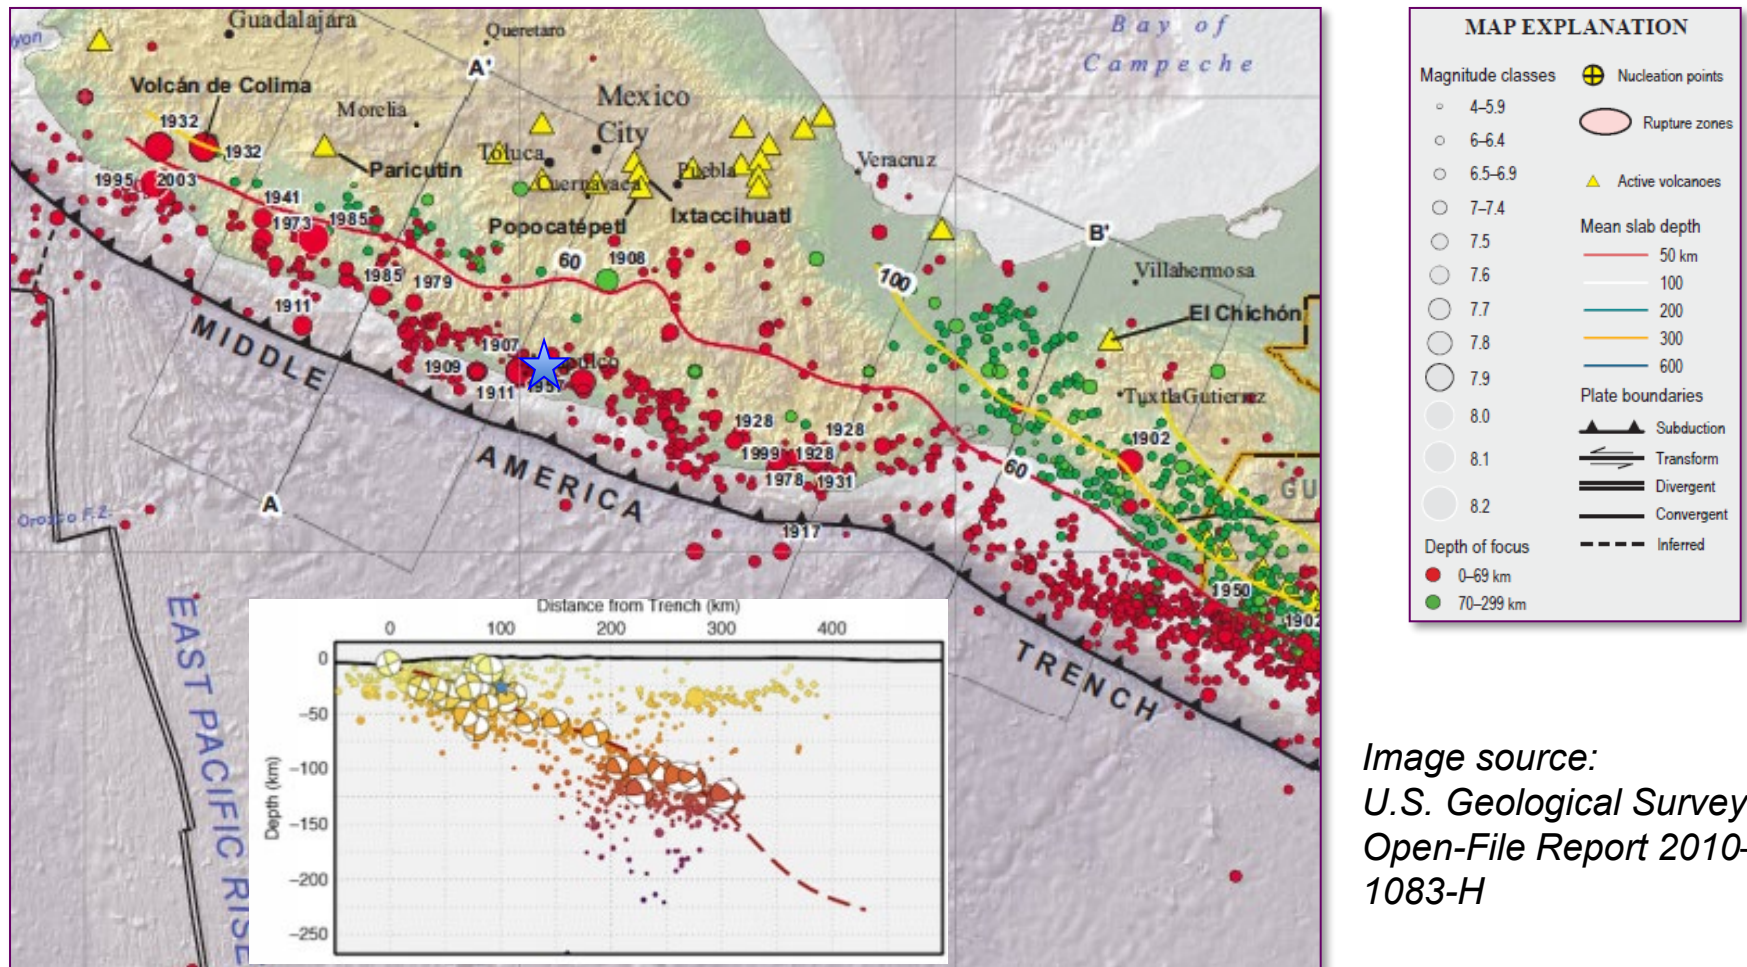 Guadalajara
Queretaro
Bay of
Campeche
A'
Volcán de Colima
Morelia
Mexico
City
1932
1932
Toluca
Paricutin
Puebla
Veracruz
Cuernavaca
1995
2003
1941
1973
1985
Popocatépetl
Ixtaccihuatl
B'
60
1908
100
Villahermosa
1985
1979
El Chichón
1911
MIDDLE
1907
1909
1911
1957
TuxtlaGutierrez
1928
1928
1902
1999
1928
60
1978
1931
GU
AMERICA
A
Orozco F.Z.
1917
1950
1902
TRENCH
EAST PACIFIC RISE
Distance from Trench (km)
0 100 200 300 400
Depth (km)
0
−50
−100
−150
−200
−250
MAP EXPLANATION
Magnitude classes
4–5.9
6–6.4
6.5–6.9
7–7.4
7.5
7.6
7.7
7.8
7.9
8.0
8.1
8.2
Depth of focus
0–69 km
70–299 km
Nucleation points
Rupture zones
Active volcanoes
Mean slab depth
50 km
100
200
300
600
Plate boundaries
Subduction
Transform
Divergent
Convergent
Inferred
Image source:
U.S. Geological Survey
Open-File Report 2010-
1083-H